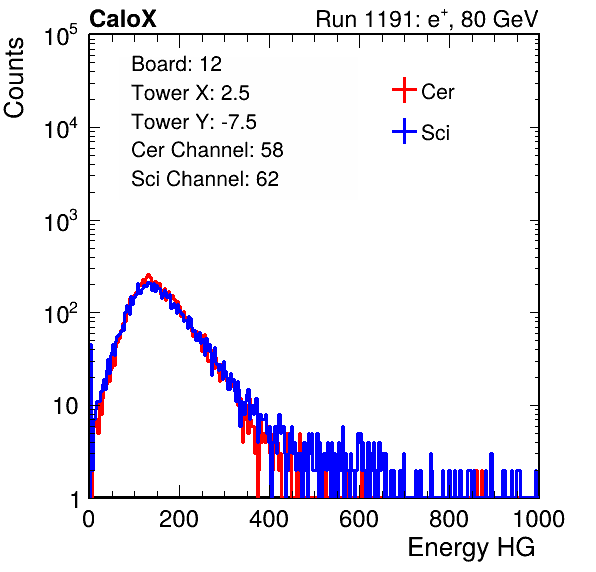 CaloX Run 1191: e⁺, 80 GeV
Counts
Board: 12
Tower X: 2.5
Tower Y: -7.5
Cer Channel: 58
Sci Channel: 62
Cer
Sci
10⁵
10⁴
10³
10²
10
1
0 200 400 600 800 1000
Energy HG